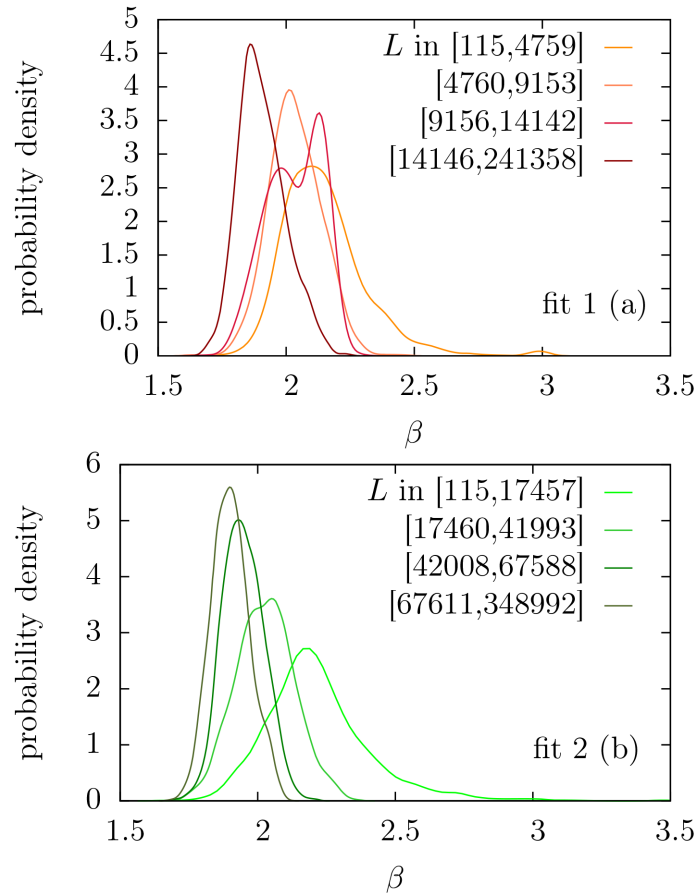 5
4.5
4
3.5
3
2.5
2
1.5
1
0.5
0
probability density
L in [115,4759]
[4760,9153]
[9156,14142]
[14146,241358]
fit 1 (a)
1.5 2 2.5 3 3.5
β
6
5
4
3
2
1
0
probability density
L in [115,17457]
[17460,41993]
[42008,67588]
[67611,348992]
fit 2 (b)
1.5 2 2.5 3 3.5
β